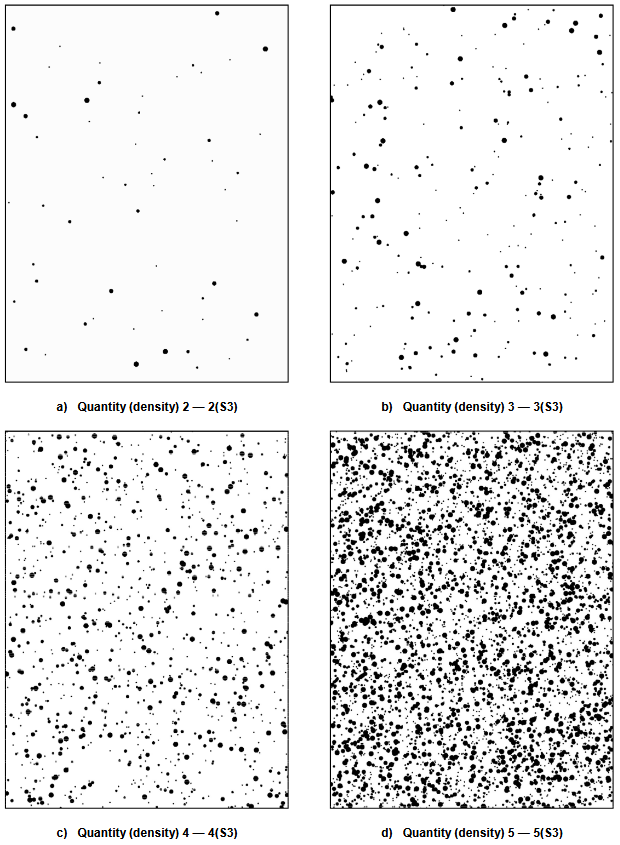 a) Quantity (density) 2 — 2(S3)
b) Quantity (density) 3 — 3(S3)
c) Quantity (density) 4 — 4(S3)
d) Quantity (density) 5 — 5(S3)